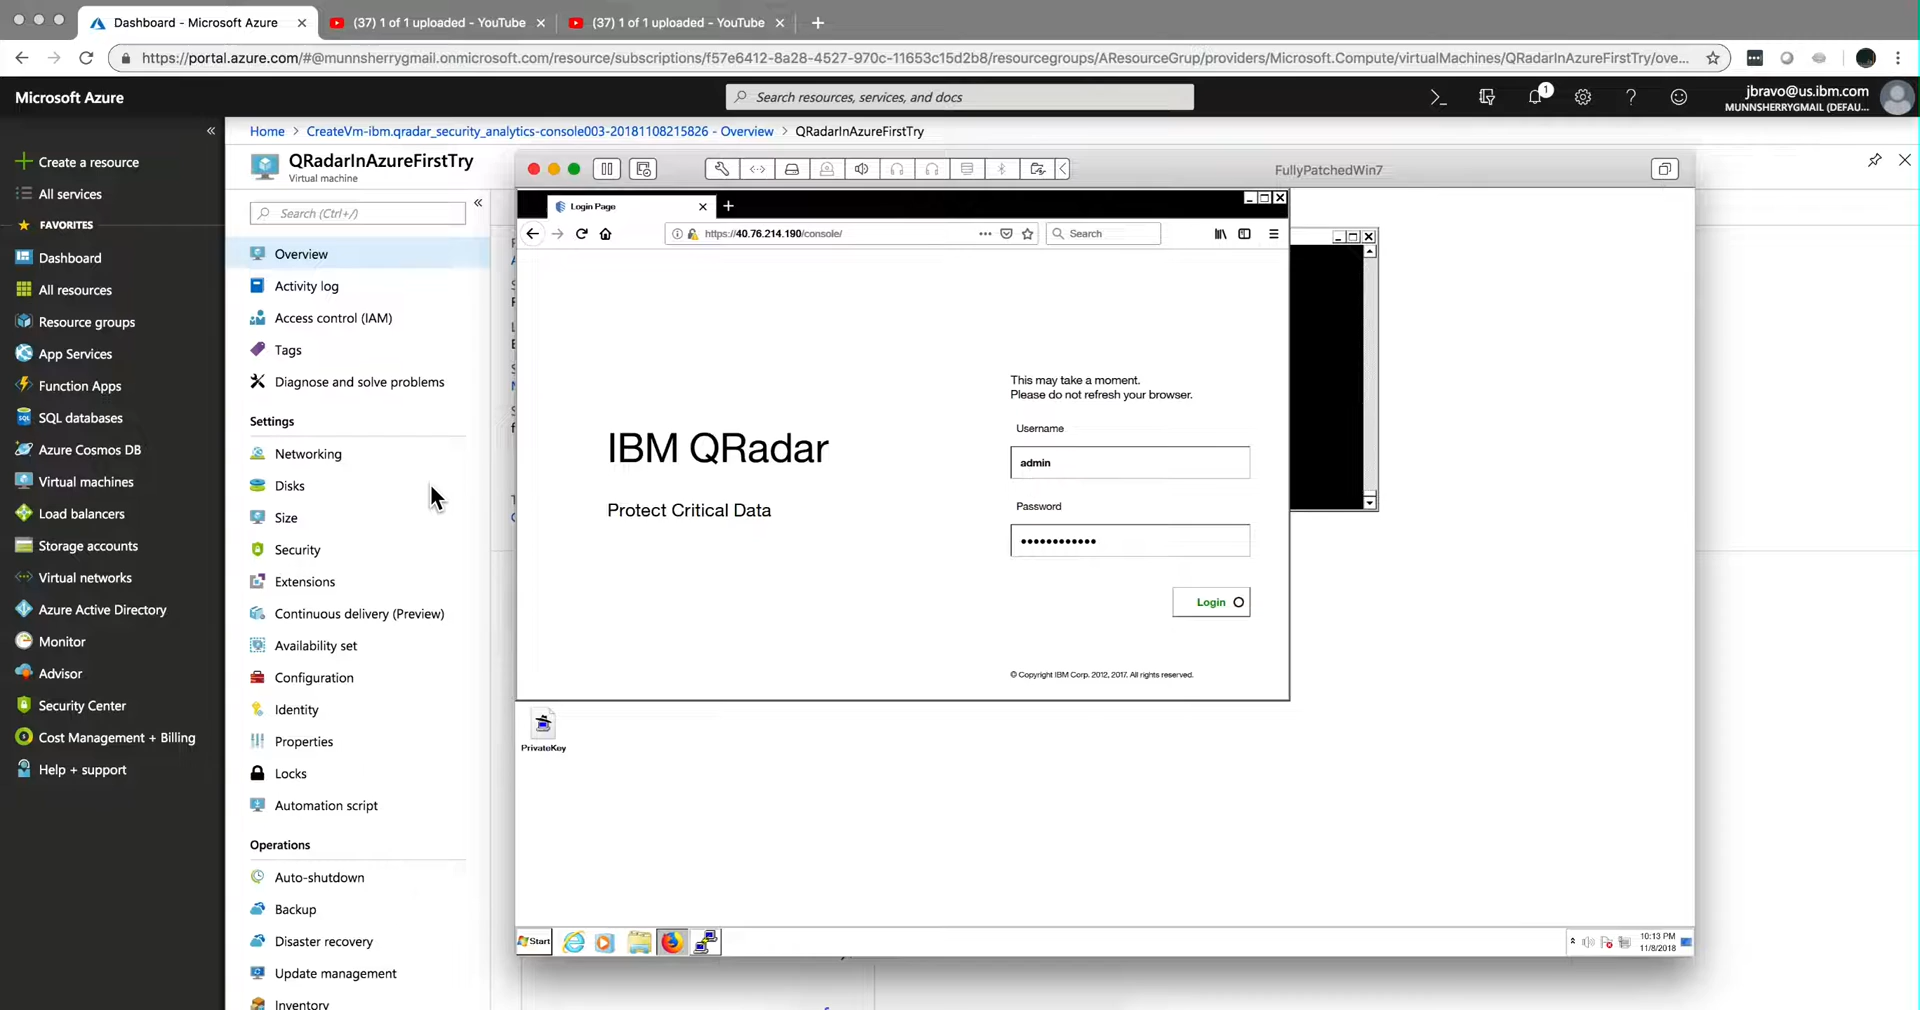 Dashboard - Microsoft Azure
(37) 1 of 1 uploaded - YouTube
(37) 1 of 1 uploaded - YouTube
https://portal.azure.com/#@munnsherrygmail.onmicrosoft.com/resource/subscriptions/f57e6412-8a28-4527-970c-11653c15d2b8/resourcegroups/AResourceGrup/providers/Microsoft.Compute/virtualMachines/QRadarInAzureFirstTry/ove...
Microsoft Azure
Search resources, services, and docs
1
jbravo@us.ibm.com
MUNNSHERRYGMAIL (DEFAU...
Home > CreateVm-ibm.qradar_security_analytics-console003-20181108215826 - Overview > QRadarInAzureFirstTry
Create a resource
All services
FAVORITES
Dashboard
All resources
Resource groups
App Services
Function Apps
SQL databases
Azure Cosmos DB
Virtual machines
Load balancers
Storage accounts
Virtual networks
Azure Active Directory
Monitor
Advisor
Security Center
Cost Management + Billing
Help + support
QRadarInAzureFirstTry
Virtual machine
Search (Ctrl+/)
Overview
Activity log
Access control (IAM)
Tags
Diagnose and solve problems
Settings
Networking
Disks
Size
Security
Extensions
Continuous delivery (Preview)
Availability set
Configuration
Identity
Properties
Locks
Automation script
Operations
Auto-shutdown
Backup
Disaster recovery
Update management
Inventory
FullyPatchedWin7
Login Page
https://40.76.214.190/console/
Search
IBM QRadar
Protect Critical Data
This may take a moment.
Please do not refresh your browser.
Username
admin
Password
••••••••••••
Login
© Copyright IBM Corp. 2012, 2017. All rights reserved.
PrivateKey
Start
10:13 PM
11/8/2018